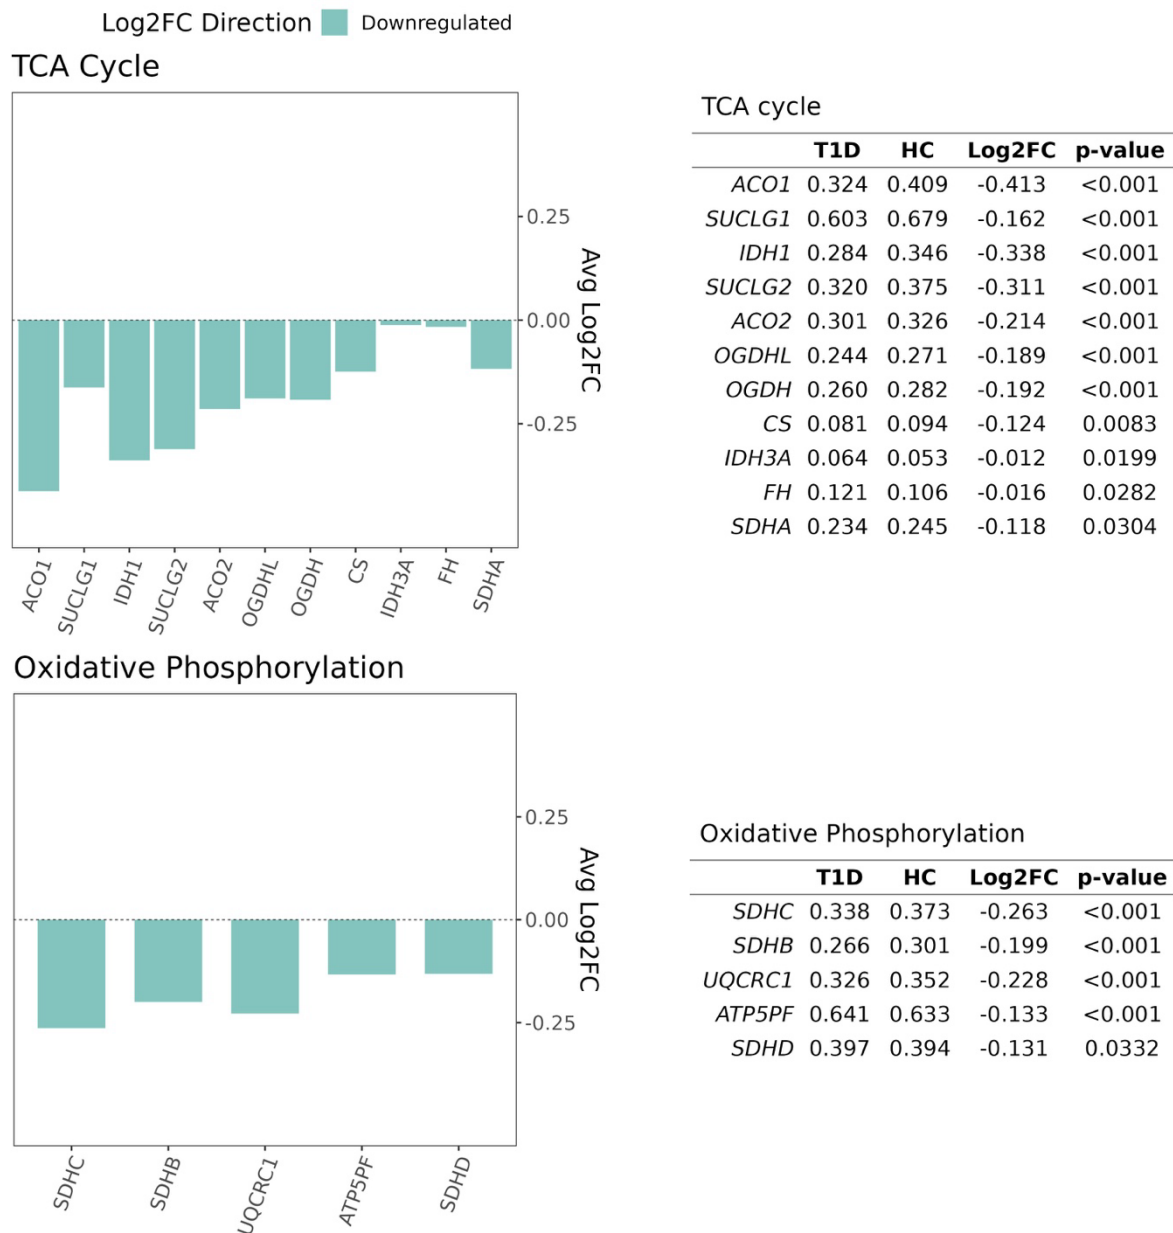 Log2FC Direction Downregulated
TCA Cycle
0.25
0.00
-0.25
Avg Log2FC
ACO1 SUCLG1 IDH1 SUCLG2 ACO2 OGDHL OGDH CS IDH3A FH SDHA
TCA cycle
T1D HC Log2FC p-value
ACO1 0.324 0.409 -0.413 <0.001
SUCLG1 0.603 0.679 -0.162 <0.001
IDH1 0.284 0.346 -0.338 <0.001
SUCLG2 0.320 0.375 -0.311 <0.001
ACO2 0.301 0.326 -0.214 <0.001
OGDHL 0.244 0.271 -0.189 <0.001
OGDH 0.260 0.282 -0.192 <0.001
CS 0.081 0.094 -0.124 0.0083
IDH3A 0.064 0.053 -0.012 0.0199
FH 0.121 0.106 -0.016 0.0282
SDHA 0.234 0.245 -0.118 0.0304
Oxidative Phosphorylation
0.25
0.00
-0.25
Avg Log2FC
SDHC SDHB UQCRC1 ATP5PF SDHD
Oxidative Phosphorylation
T1D HC Log2FC p-value
SDHC 0.338 0.373 -0.263 <0.001
SDHB 0.266 0.301 -0.199 <0.001
UQCRC1 0.326 0.352 -0.228 <0.001
ATP5PF 0.641 0.633 -0.133 <0.001
SDHD 0.397 0.394 -0.131 0.0332